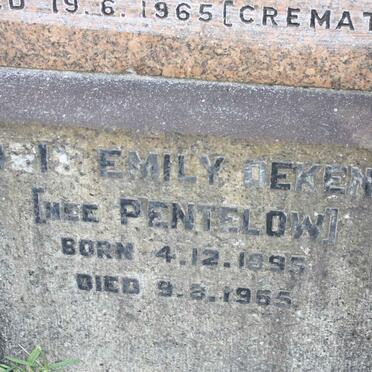 19.6.1965 [CREMAT
EMILY DEKEN
[NEE PENTELOW]
BORN 4.12.1895
DIED 9.8.1965